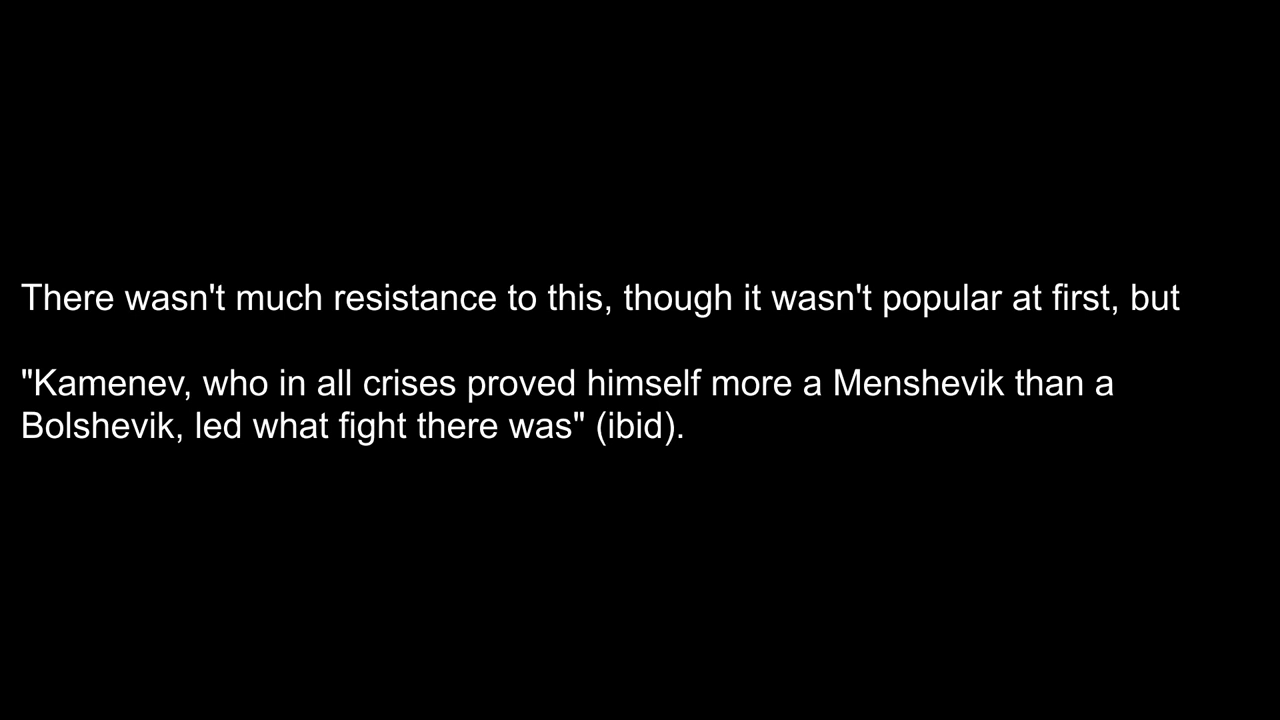 There wasn't much resistance to this, though it wasn't popular at first, but
"Kamenev, who in all crises proved himself more a Menshevik than a
Bolshevik, led what fight there was" (ibid).